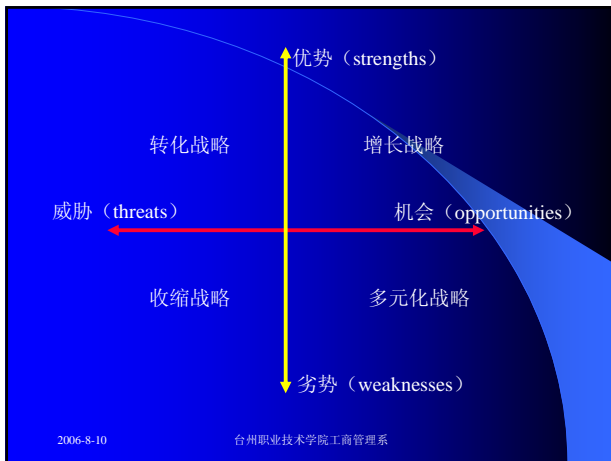 优势（strengths）
转化战略 增长战略
威胁（threats） 机会（opportunities）
收缩战略 多元化战略
劣势（weaknesses）
2006-8-10 台州职业技术学院工商管理系